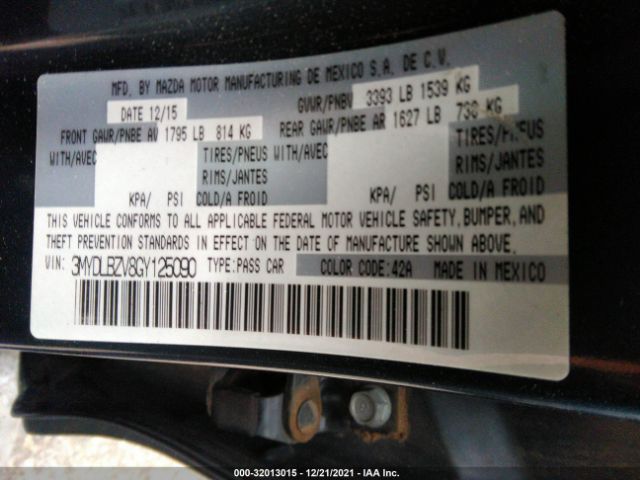 MFD. BY MAZDA MOTOR MANUFACTURING DE MEXICO S.A. DE C.V.
DATE 12/15 GVWR/PNBV 3393 LB 1539 KG
FRONT GAWR/PNBE AV 1795 LB 814 KG REAR GAWR/PNBE AR 1627 LB 738 KG
WITH/AVEC TIRES/PNEUS WITH/AVEC TIRES/PNEUS
RIMS/JANTES RIMS/JANTES
KPA/ PSI COLD/A FROID KPA/ PSI COLD/A FROID
THIS VEHICLE CONFORMS TO ALL APPLICABLE FEDERAL MOTOR VEHICLE SAFETY, BUMPER, AND
THEFT PREVENTION STANDARDS IN EFFECT ON THE DATE OF MANUFACTURE SHOWN ABOVE.
VIN: 3MYDLBZV8GY125090 TYPE:PASS CAR COLOR CODE:42A MADE IN MEXICO
000-32013015 - 12/21/2021 - IAA Inc.